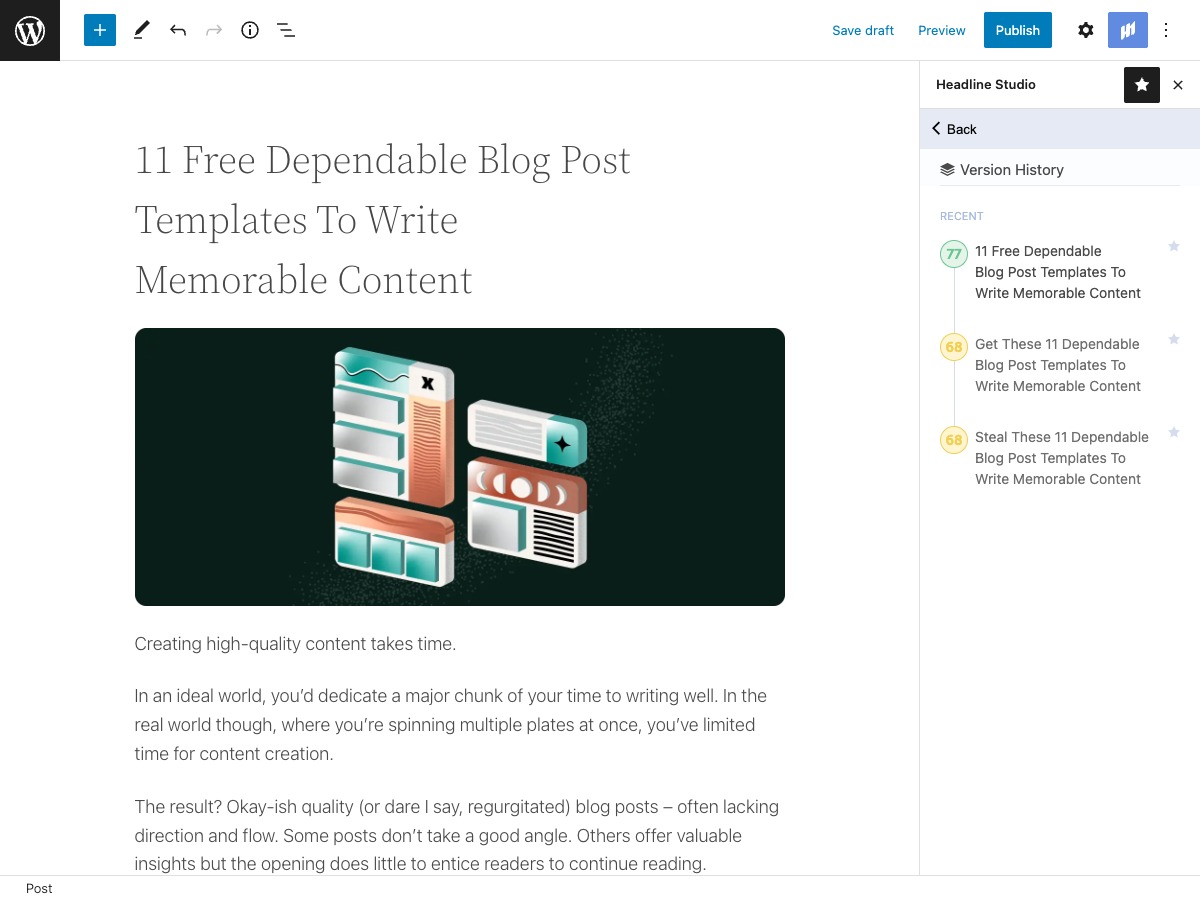 Save draft Preview Publish
Headline Studio
Back
Version History
RECENT
77 11 Free Dependable
Blog Post Templates To
Write Memorable Content
68 Get These 11 Dependable
Blog Post Templates To
Write Memorable Content
68 Steal These 11 Dependable
Blog Post Templates To
Write Memorable Content
11 Free Dependable Blog Post
Templates To Write
Memorable Content
X
Creating high-quality content takes time.
In an ideal world, you’d dedicate a major chunk of your time to writing well. In the
real world though, where you’re spinning multiple plates at once, you’ve limited
time for content creation.
The result? Okay-ish quality (or dare I say, regurgitated) blog posts – often lacking
direction and flow. Some posts don’t take a good angle. Others offer valuable
insights but the opening does little to entice readers to continue reading.
Post